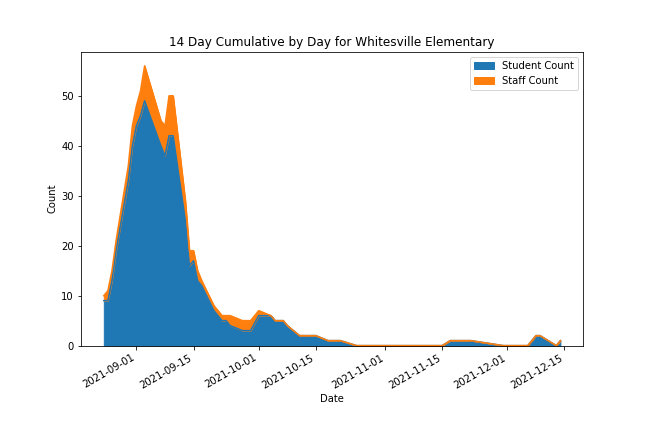 14 Day Cumulative by Day for Whitesville Elementary
Student Count
Staff Count
50
40
30
20
10
0
Count
2021-09-01
2021-09-15
2021-10-01
2021-10-15
2021-11-01
2021-11-15
2021-12-01
2021-12-15
Date